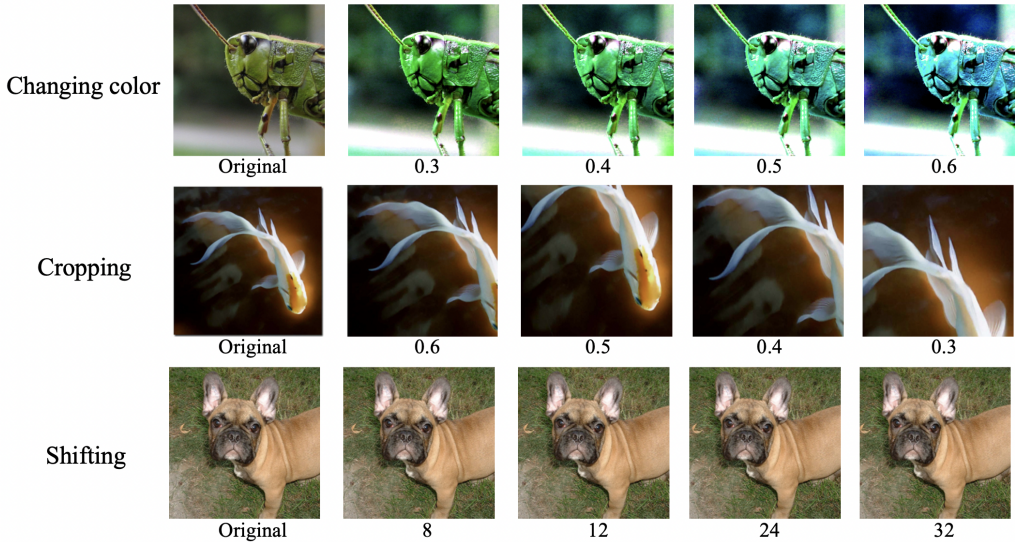 Changing color
Original 0.3 0.4 0.5 0.6
Cropping
Original 0.6 0.5 0.4 0.3
Shifting
Original 8 12 24 32